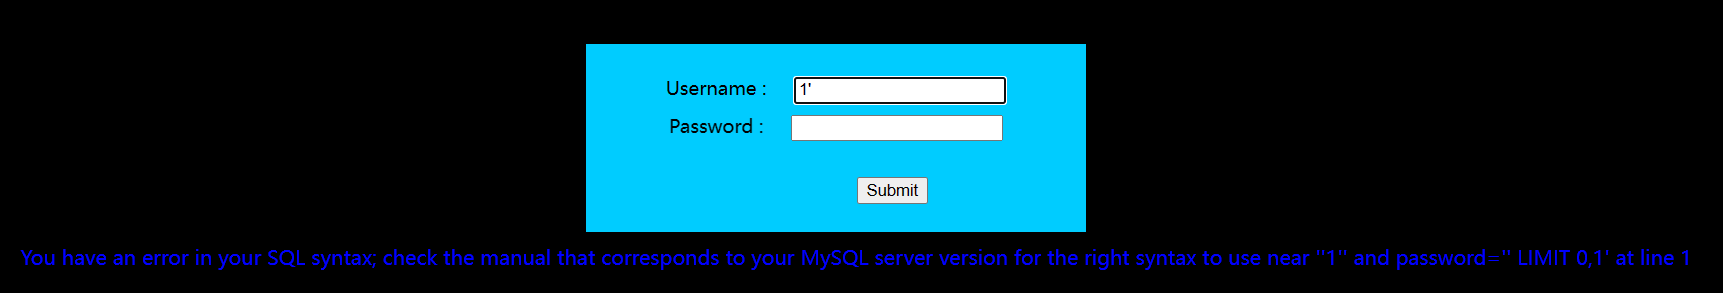 Username : 1'
Password :
Submit
You have an error in your SQL syntax; check the manual that corresponds to your MySQL server version for the right syntax to use near ''1'' and password='' LIMIT 0,1' at line 1